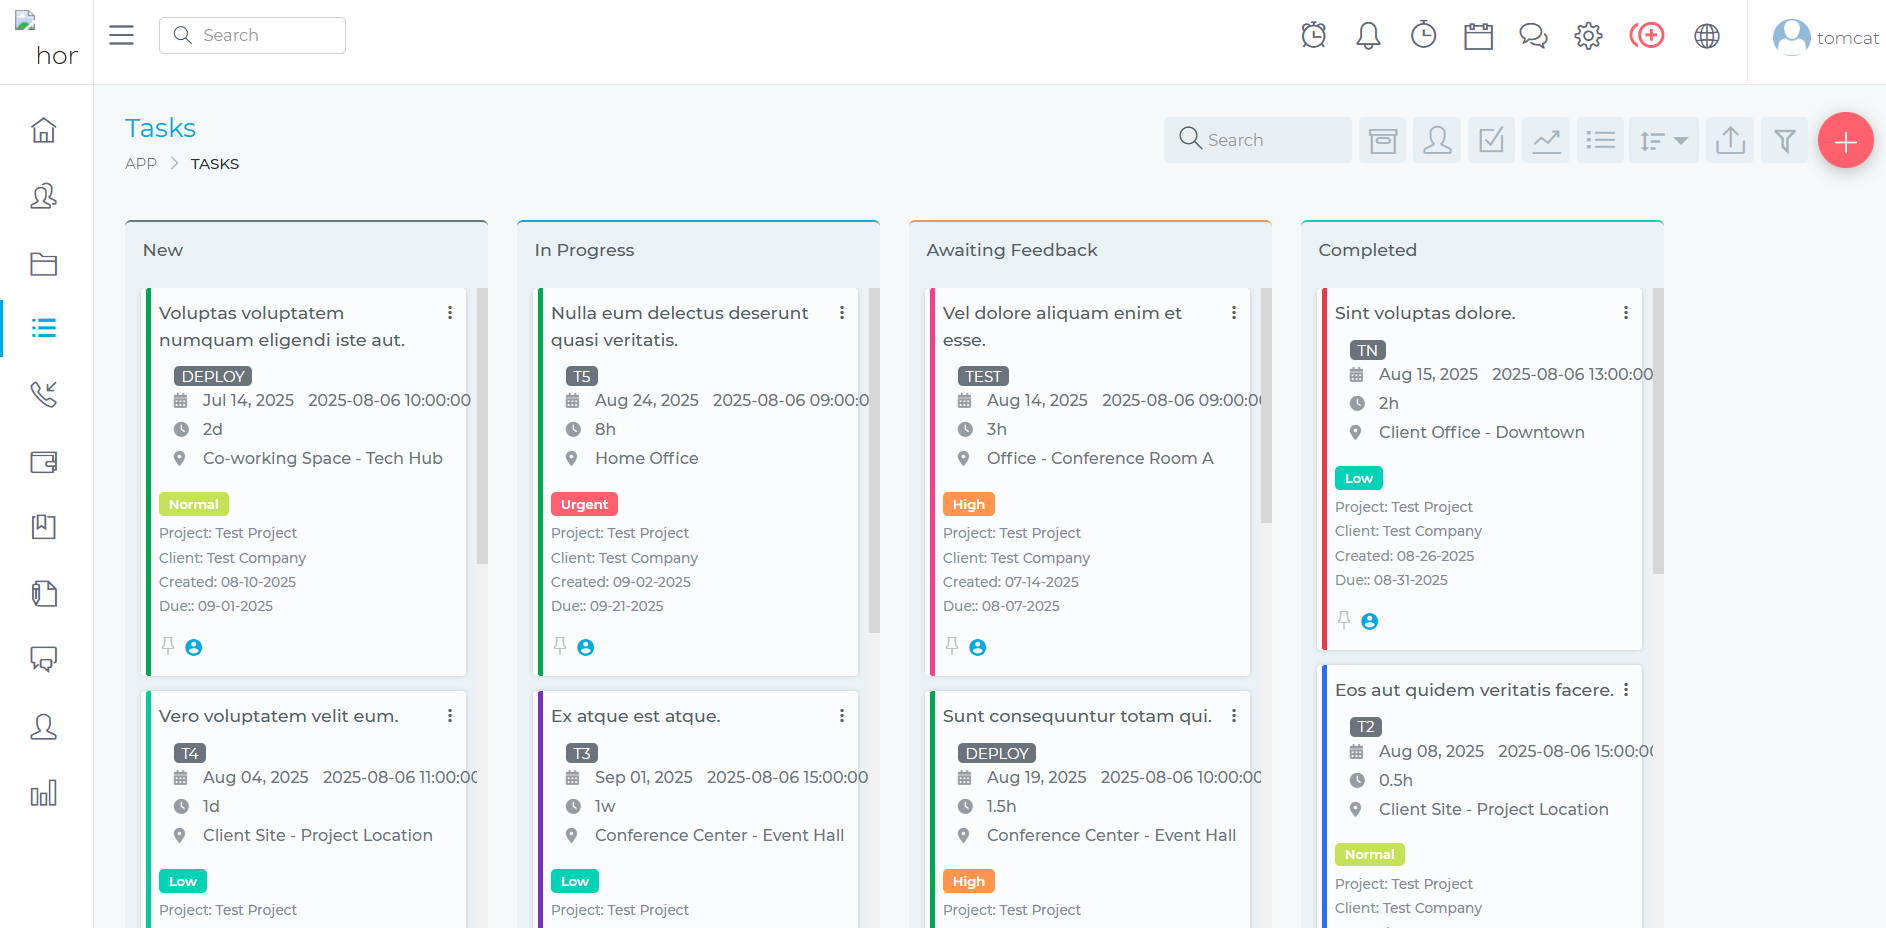 hor
Search
tomcat
Tasks
APP
TASKS
Search
New
Voluptas voluptatem
numquam eligendi iste aut.
DEPLOY
Jul 14, 2025 2025-08-06 10:00:00
2d
Co-working Space - Tech Hub
Normal
Project: Test Project
Client: Test Company
Created: 08-10-2025
Due:: 09-01-2025
Vero voluptatem velit eum.
T4
Aug 04, 2025 2025-08-06 11:00:00
1d
Client Site - Project Location
Low
Project: Test Project
In Progress
Nulla eum delectus deserunt
quasi veritatis.
T5
Aug 24, 2025 2025-08-06 09:00:0
8h
Home Office
Urgent
Project: Test Project
Client: Test Company
Created: 09-02-2025
Due:: 09-21-2025
Ex atque est atque.
T3
Sep 01, 2025 2025-08-06 15:00:00
1w
Conference Center - Event Hall
Low
Project: Test Project
Awaiting Feedback
Vel dolore aliquam enim et
esse.
TEST
Aug 14, 2025 2025-08-06 09:00:00
3h
Office - Conference Room A
High
Project: Test Project
Client: Test Company
Created: 07-14-2025
Due:: 08-07-2025
Sunt consequuntur totam qui.
DEPLOY
Aug 19, 2025 2025-08-06 10:00:00
1.5h
Conference Center - Event Hall
High
Project: Test Project
Completed
Sint voluptas dolore.
TN
Aug 15, 2025 2025-08-06 13:00:00
2h
Client Office - Downtown
Low
Project: Test Project
Client: Test Company
Created: 08-26-2025
Due:: 08-31-2025
Eos aut quidem veritatis facere.
T2
Aug 08, 2025 2025-08-06 15:00:00
0.5h
Client Site - Project Location
Normal
Project: Test Project
Client: Test Company